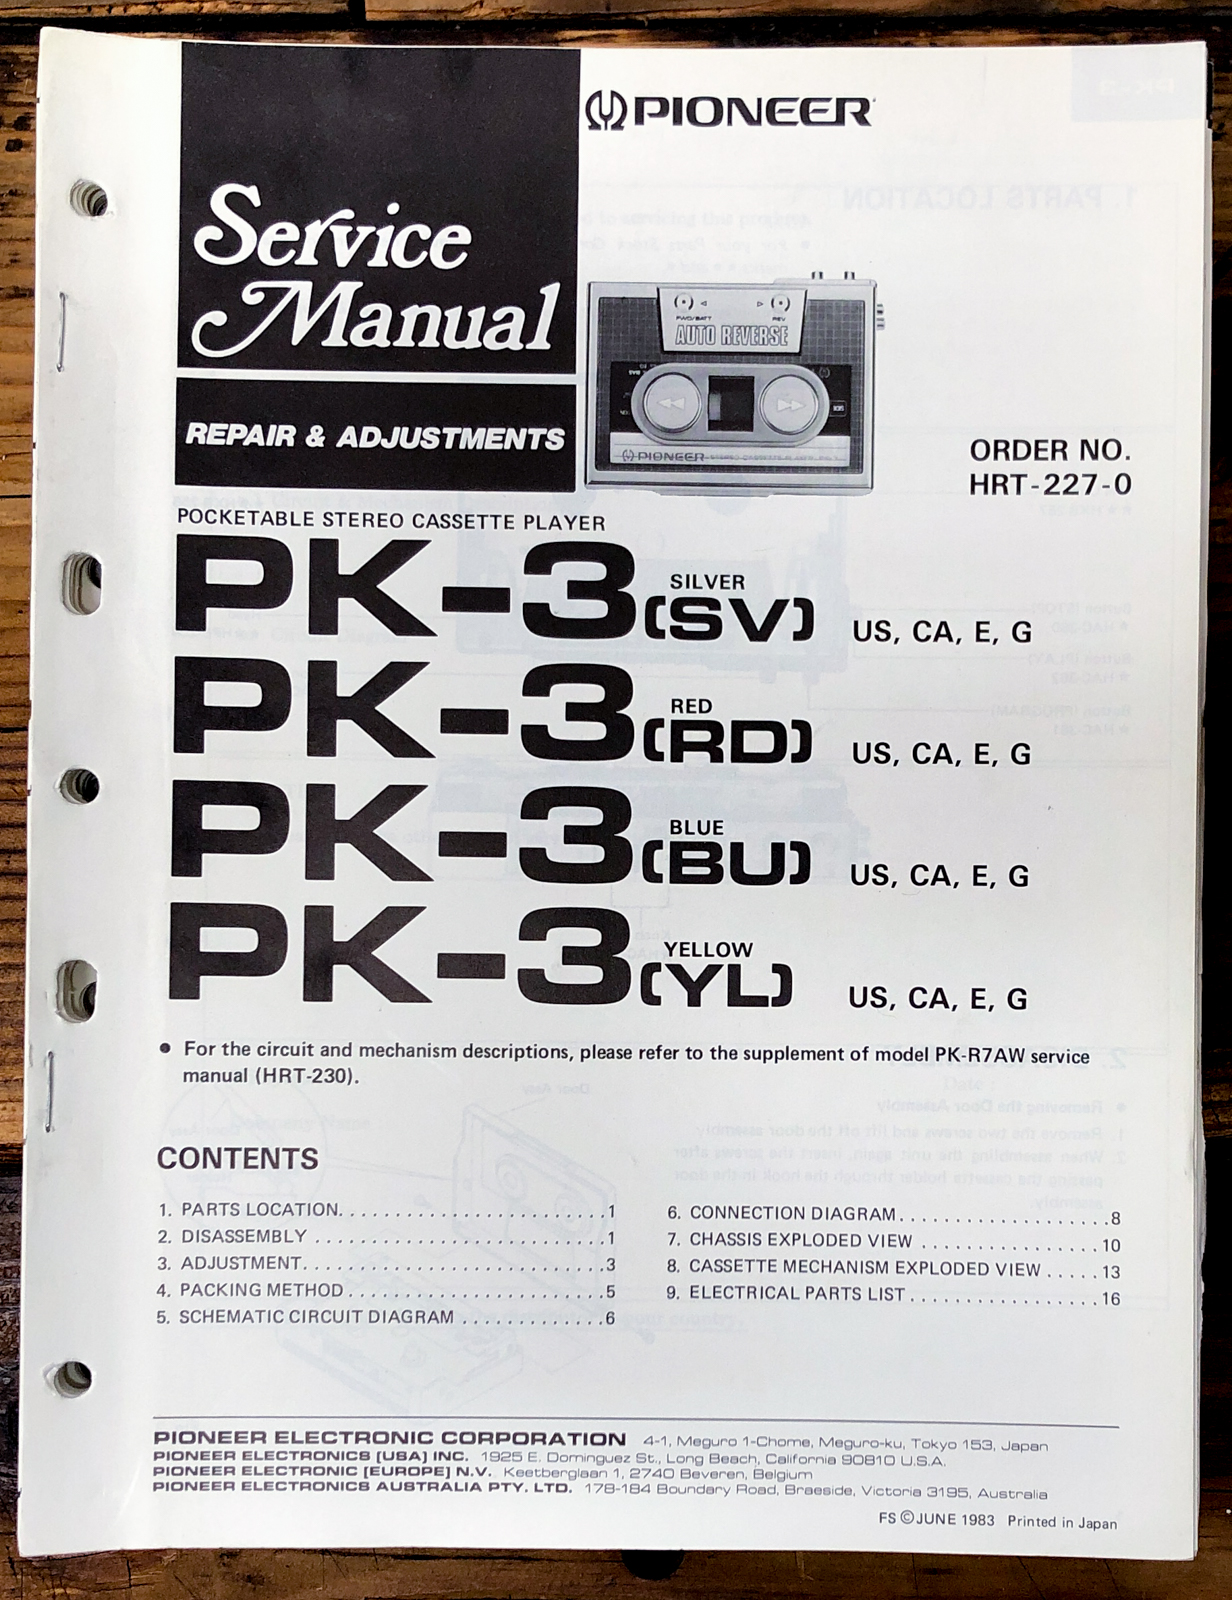 Service
Manual
REPAIR & ADJUSTMENTS
PIONEER
FWD/BATT
REV
AUTO REVERSE
PIONEER
ORDER NO.
HRT-227-0
POCKETABLE STEREO CASSETTE PLAYER
PK-3 SILVER (SV) US, CA, E, G
PK-3 RED (RD) US, CA, E, G
PK-3 BLUE (BU) US, CA, E, G
PK-3 YELLOW (YL) US, CA, E, G
● For the circuit and mechanism descriptions, please refer to the supplement of model PK-R7AW service
manual (HRT-230).
CONTENTS
1. PARTS LOCATION. . . . . . . . . . . . . . . . . . . . . . . . .1
2. DISASSEMBLY . . . . . . . . . . . . . . . . . . . . . . . . . . .1
3. ADJUSTMENT. . . . . . . . . . . . . . . . . . . . . . . . . . . .3
4. PACKING METHOD . . . . . . . . . . . . . . . . . . . . . . . .5
5. SCHEMATIC CIRCUIT DIAGRAM . . . . . . . . . . . . .6
6. CONNECTION DIAGRAM. . . . . . . . . . . . . . . . . . .8
7. CHASSIS EXPLODED VIEW . . . . . . . . . . . . . . . . 10
8. CASSETTE MECHANISM EXPLODED VIEW . . . . . 13
9. ELECTRICAL PARTS LIST . . . . . . . . . . . . . . . . . 16
PIONEER ELECTRONIC CORPORATION 4-1, Meguro 1-Chome, Meguro-ku, Tokyo 153, Japan
PIONEER ELECTRONICS [USA] INC. 1925 E. Dominguez St., Long Beach, California 90810 U.S.A.
PIONEER ELECTRONIC [EUROPE] N.V. Keetberglaan 1, 2740 Beveren, Belgium
PIONEER ELECTRONICS AUSTRALIA PTY. LTD. 178-184 Boundary Road, Braeside, Victoria 3195, Australia
FS © JUNE 1983 Printed in Japan